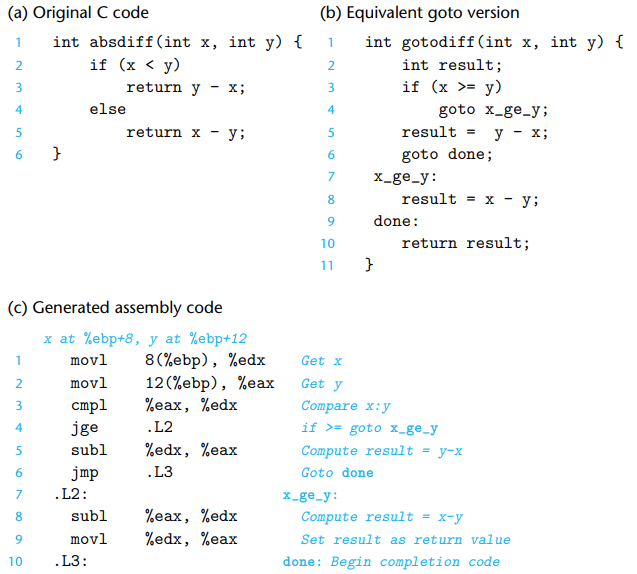 (a) Original C code
1 int absdiff(int x, int y) {
2 if (x < y)
3 return y - x;
4 else
5 return x - y;
6 }
(b) Equivalent goto version
1 int gotodiff(int x, int y) {
2 int result;
3 if (x >= y)
4 goto x_ge_y;
5 result = y - x;
6 goto done;
7 x_ge_y:
8 result = x - y;
9 done:
10 return result;
11 }
(c) Generated assembly code
x at %ebp+8, y at %ebp+12
1 movl 8(%ebp), %edx Get x
2 movl 12(%ebp), %eax Get y
3 cmpl %eax, %edx Compare x:y
4 jge .L2 if >= goto x_ge_y
5 subl %edx, %eax Compute result = y-x
6 jmp .L3 Goto done
7 .L2: x_ge_y:
8 subl %eax, %edx Compute result = x-y
9 movl %edx, %eax Set result as return value
10 .L3: done: Begin completion code